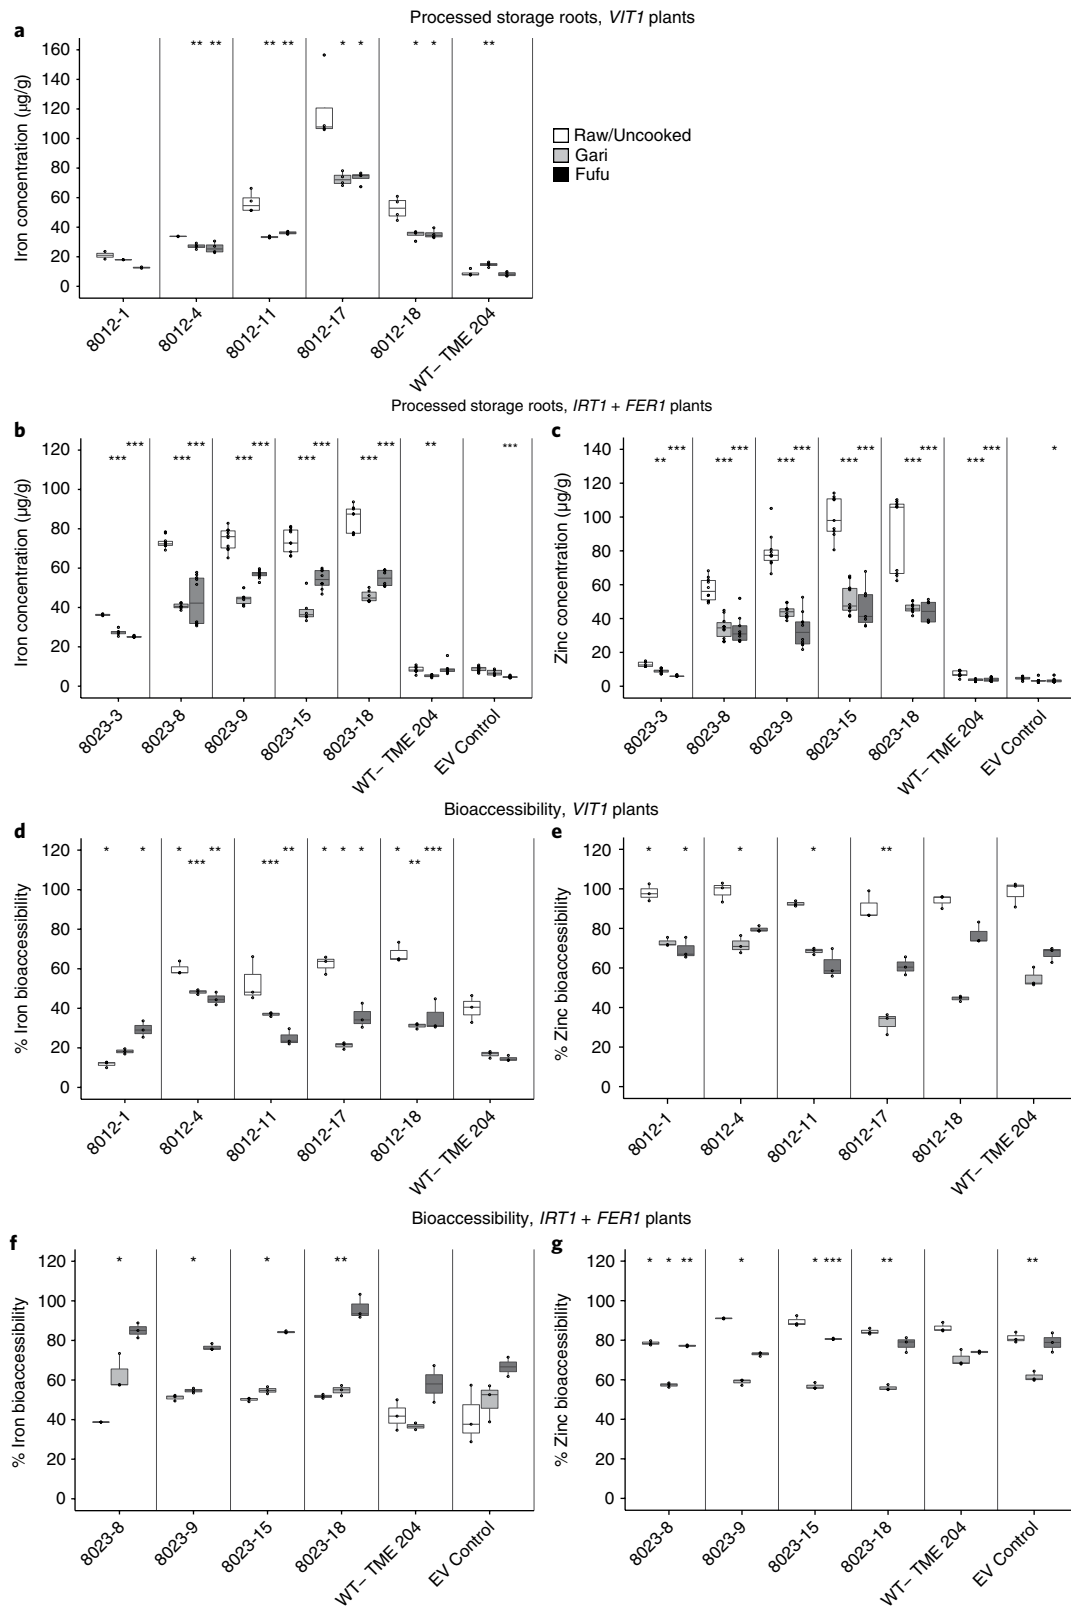 Processed storage roots, VIT1 plants
a
** ** ** ** * * * * **
160
140
120
100
80
60
40
20
0
Iron concentration (µg/g)
Raw/Uncooked
Gari
Fufu
8012-1 8012-4 8012-11 8012-17 8012-18 WT– TME 204
Processed storage roots, IRT1 + FER1 plants
b
*** *** *** *** *** ***
*** *** *** *** *** **
120
100
80
60
40
20
0
Iron concentration (µg/g)
8023-3 8023-8 8023-9 8023-15 8023-18 WT– TME 204 EV Control
c
*** *** *** *** *** *** *
** *** *** *** *** ***
140
120
100
80
60
40
20
0
Zinc concentration (µg/g)
8023-3 8023-8 8023-9 8023-15 8023-18 WT– TME 204 EV Control
Bioaccessibility, VIT1 plants
d
* * * ** ** * * * * ***
*** *** **
120
100
80
60
40
20
0
% Iron bioaccessibility
8012-1 8012-4 8012-11 8012-17 8012-18 WT– TME 204
e
* * * * **
120
100
80
60
40
20
0
% Zinc bioaccessibility
8012-1 8012-4 8012-11 8012-17 8012-18 WT– TME 204
Bioaccessibility, IRT1 + FER1 plants
f
* * * **
120
100
80
60
40
20
0
% Iron bioaccessibility
8023-8 8023-9 8023-15 8023-18 WT– TME 204 EV Control
g
* * ** * * *** ** **
120
100
80
60
40
20
0
% Zinc bioaccessibility
8023-8 8023-9 8023-15 8023-18 WT– TME 204 EV Control